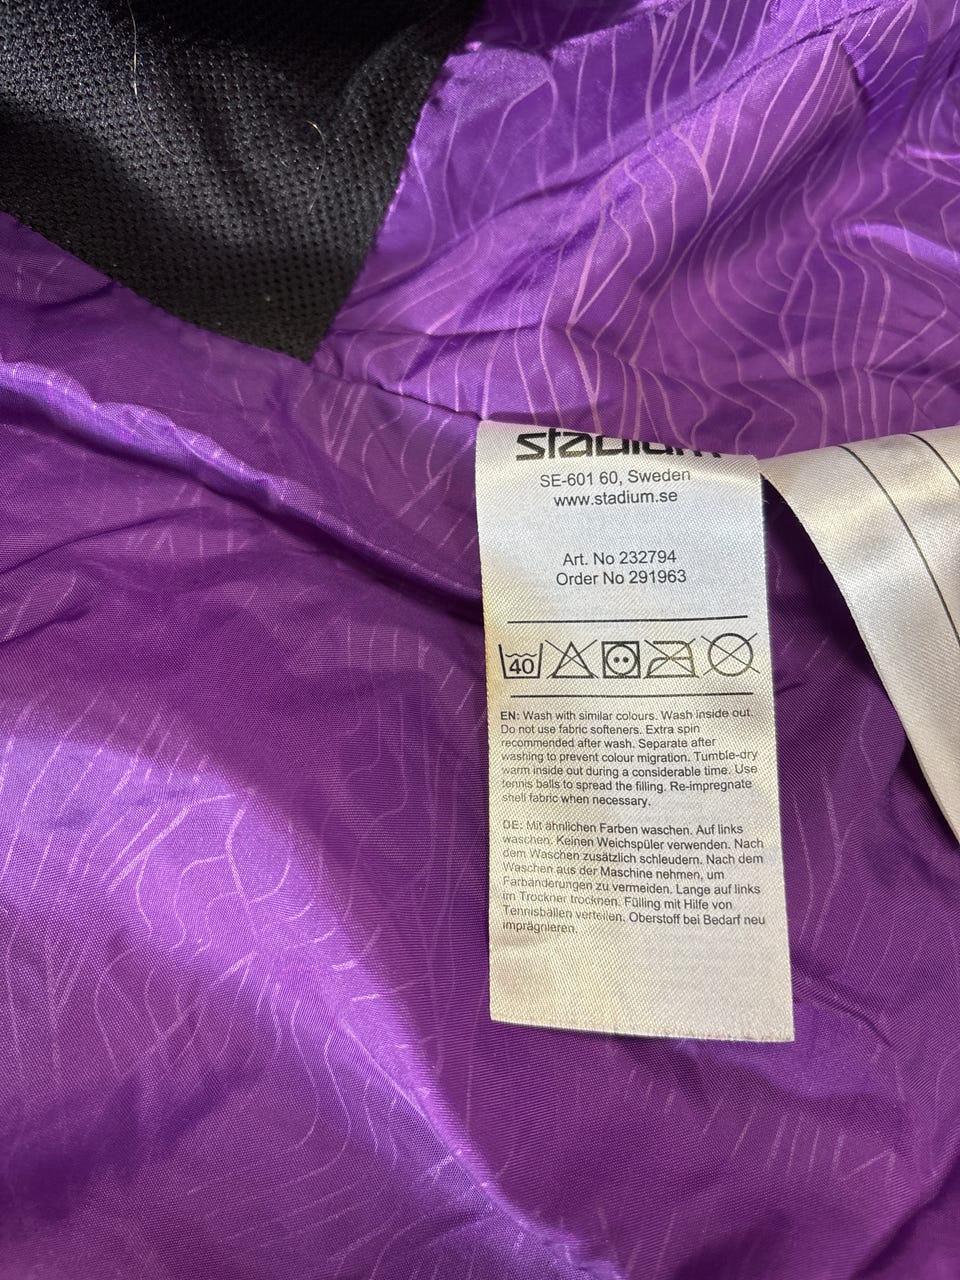 stadium
SE-601 60, Sweden
www.stadium.se
Art. No 232794
Order No 291963
40
EN: Wash with similar colours. Wash inside out.
Do not use fabric softeners. Extra spin
recommended after wash. Separate after
washing to prevent colour migration. Tumble-dry
warm inside out during a considerable time. Use
tennis balls to spread the filling. Re-impregnate
shell fabric when necessary.
DE: Mit ähnlichen Farben waschen. Auf links
waschen. Keinen Weichspüler verwenden. Nach
dem Waschen zusätzlich schleudern. Nach dem
Waschen aus der Maschine nehmen, um
Farbänderungen zu vermeiden. Lange auf links
im Trockner trocknen. Fülling mit Hilfe von
Tennisbällen verteilen. Oberstoff bei Bedarf neu
imprägnieren.